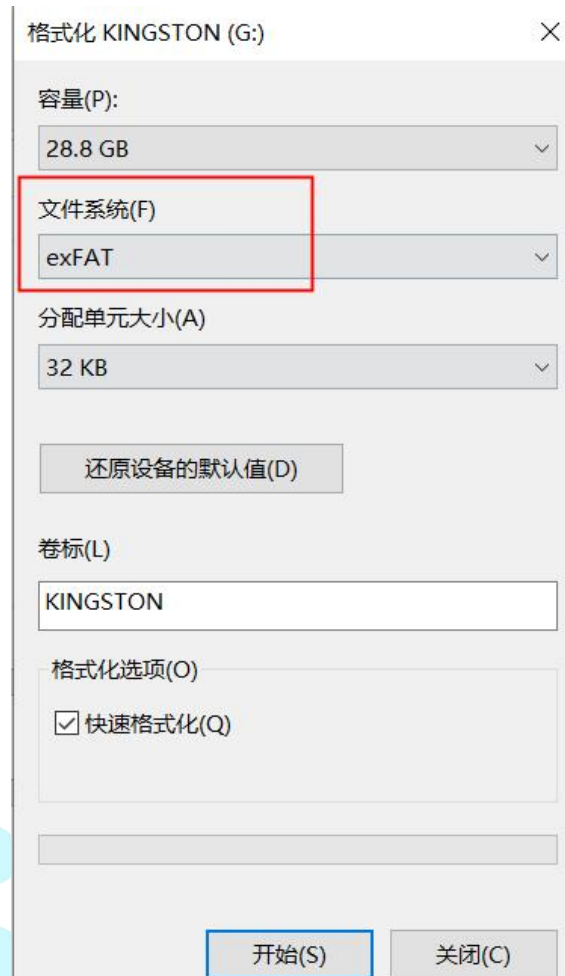 格式化 KINGSTON (G:)
容量(P):
28.8 GB
文件系统(F)
exFAT
分配单元大小(A)
32 KB
还原设备的默认值(D)
卷标(L)
KINGSTON
格式化选项(O)
快速格式化(Q)
开始(S) 关闭(C)